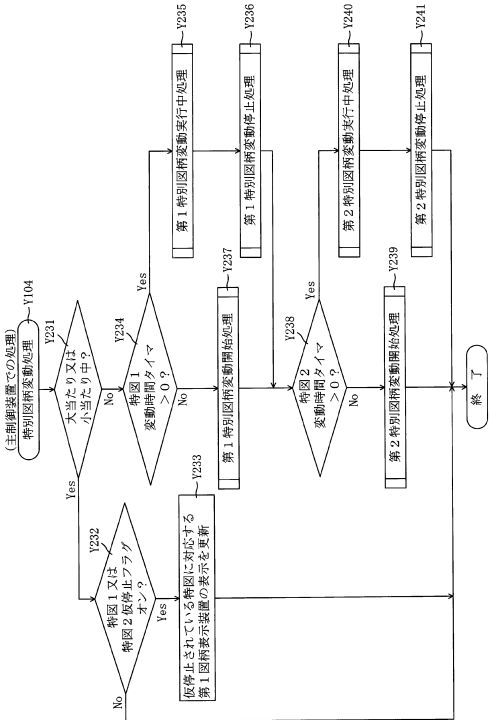 (主制御装置での処理)
特別図柄変動処理
Y104
Y231
大当たり又は
小当たり中?
Yes
No
Y232
特図1又は
特図2仮停止フラグ
オン?
No
Yes
Y233
仮停止されている特図に対応する
第1図柄表示装置の表示を更新
Y234
特図1
変動時間タイマ
>0?
Yes
No
Y235
第1特別図柄変動実行中処理
Y236
第1特別図柄変動停止処理
Y237
第1特別図柄変動開始処理
Y238
特図2
変動時間タイマ
>0?
Yes
No
Y239
第2特別図柄変動開始処理
Y240
第2特別図柄変動実行中処理
Y241
第2特別図柄変動停止処理
終了